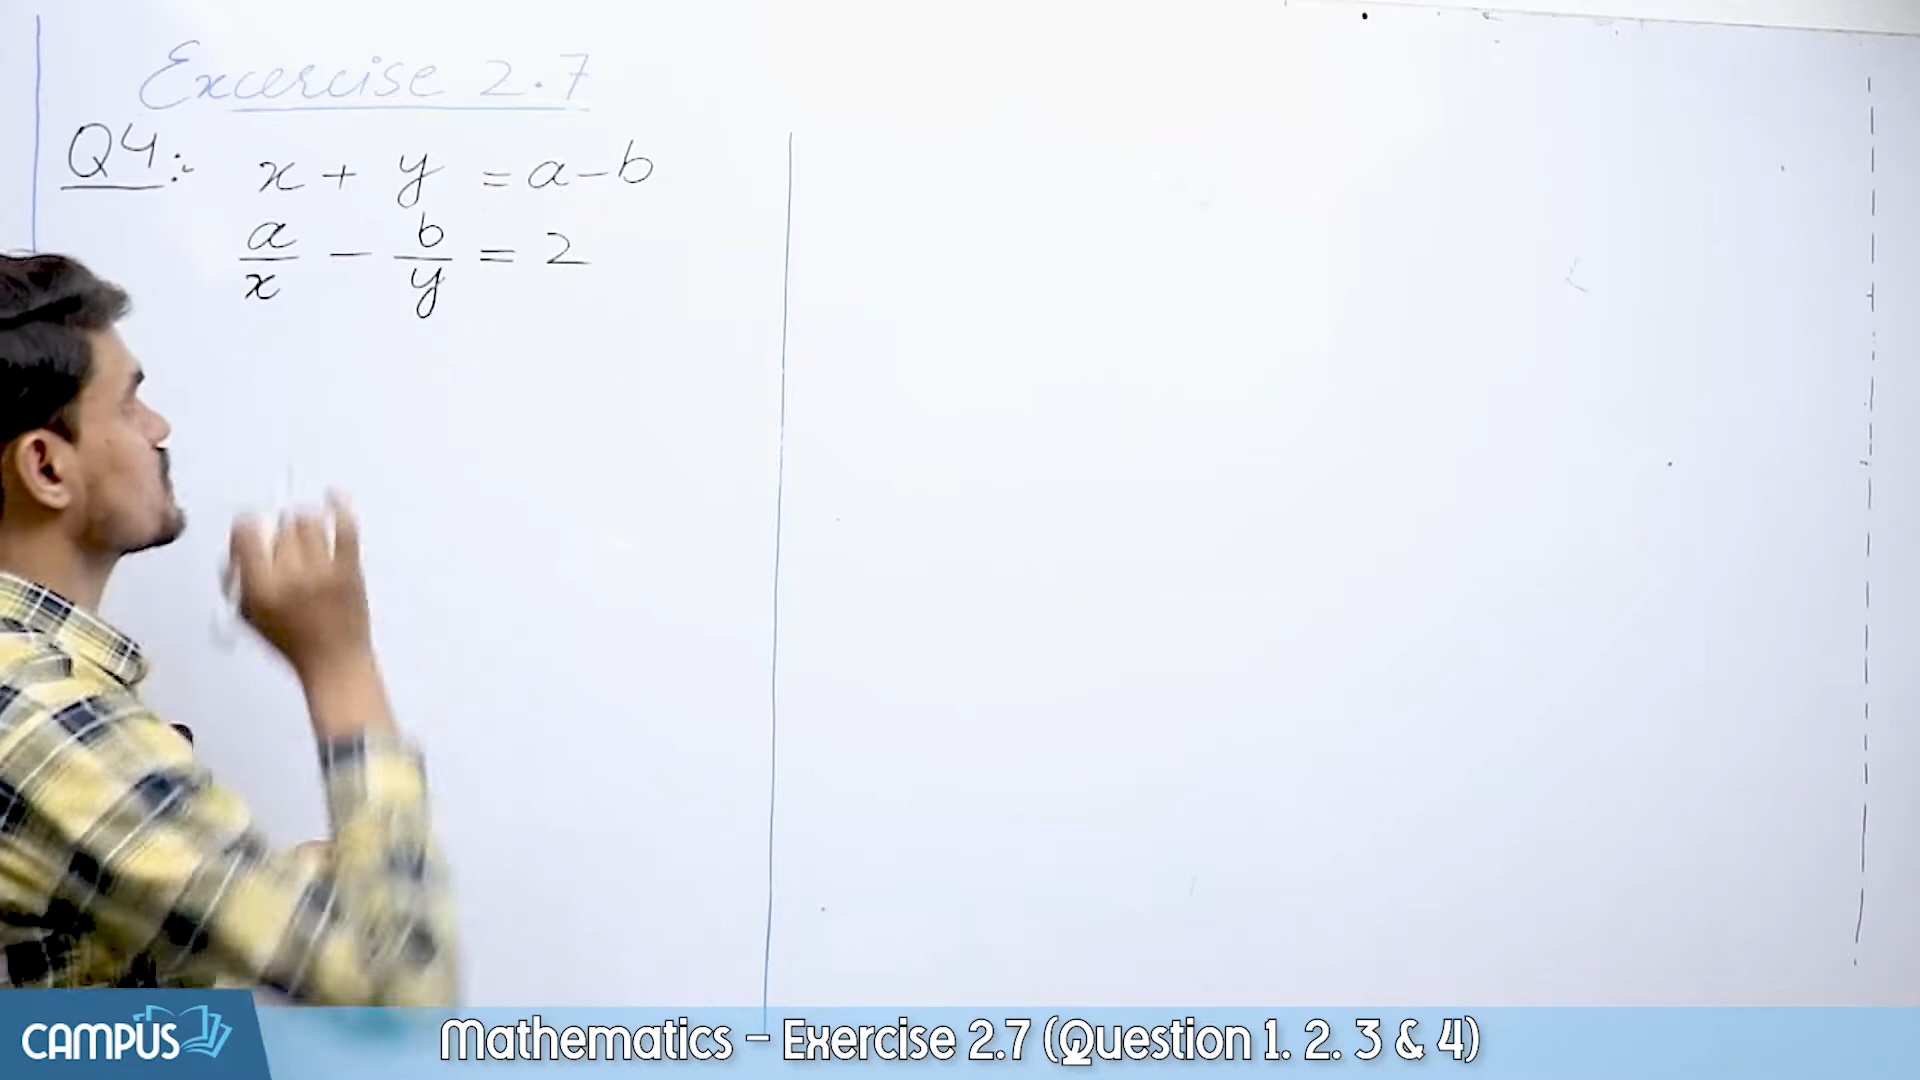 Excercise 2.7
Q4:- x + y = a - b
a/x - b/y = 2
CAMPUS
Mathematics - Exercise 2.7 (Question 1. 2. 3 & 4)